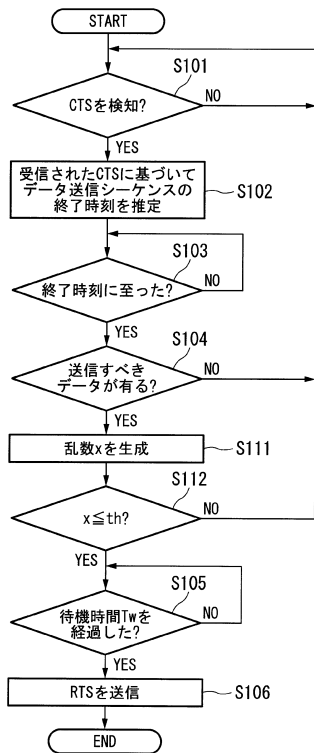 START
S101
CTSを検知?
NO
YES
受信されたCTSに基づいて
データ送信シーケンスの
終了時刻を推定
S102
S103
終了時刻に至った?
NO
YES
S104
送信すべき
データが有る?
NO
YES
乱数xを生成
S111
S112
x≦th?
NO
YES
S105
待機時間Twを
経過した?
NO
YES
RTSを送信
S106
END